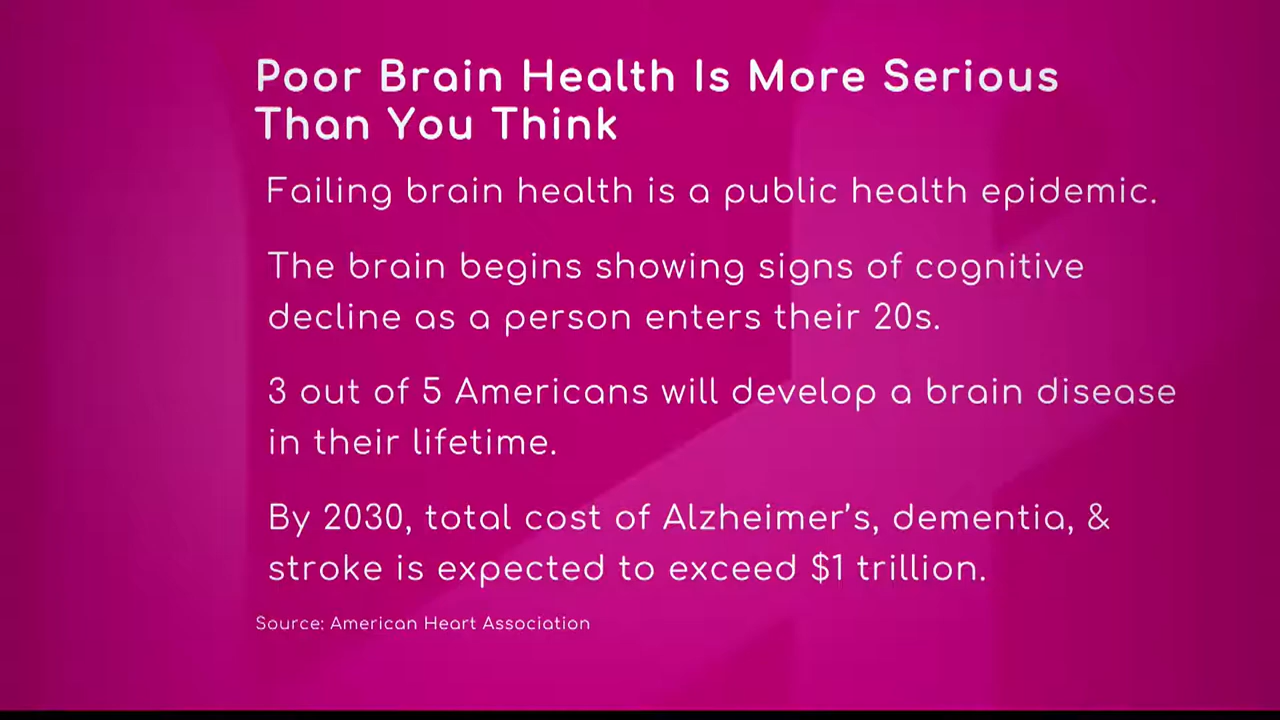 Poor Brain Health Is More Serious
Than You Think
Failing brain health is a public health epidemic.
The brain begins showing signs of cognitive
decline as a person enters their 20s.
3 out of 5 Americans will develop a brain disease
in their lifetime.
By 2030, total cost of Alzheimer’s, dementia, &
stroke is expected to exceed $1 trillion.
Source: American Heart Association